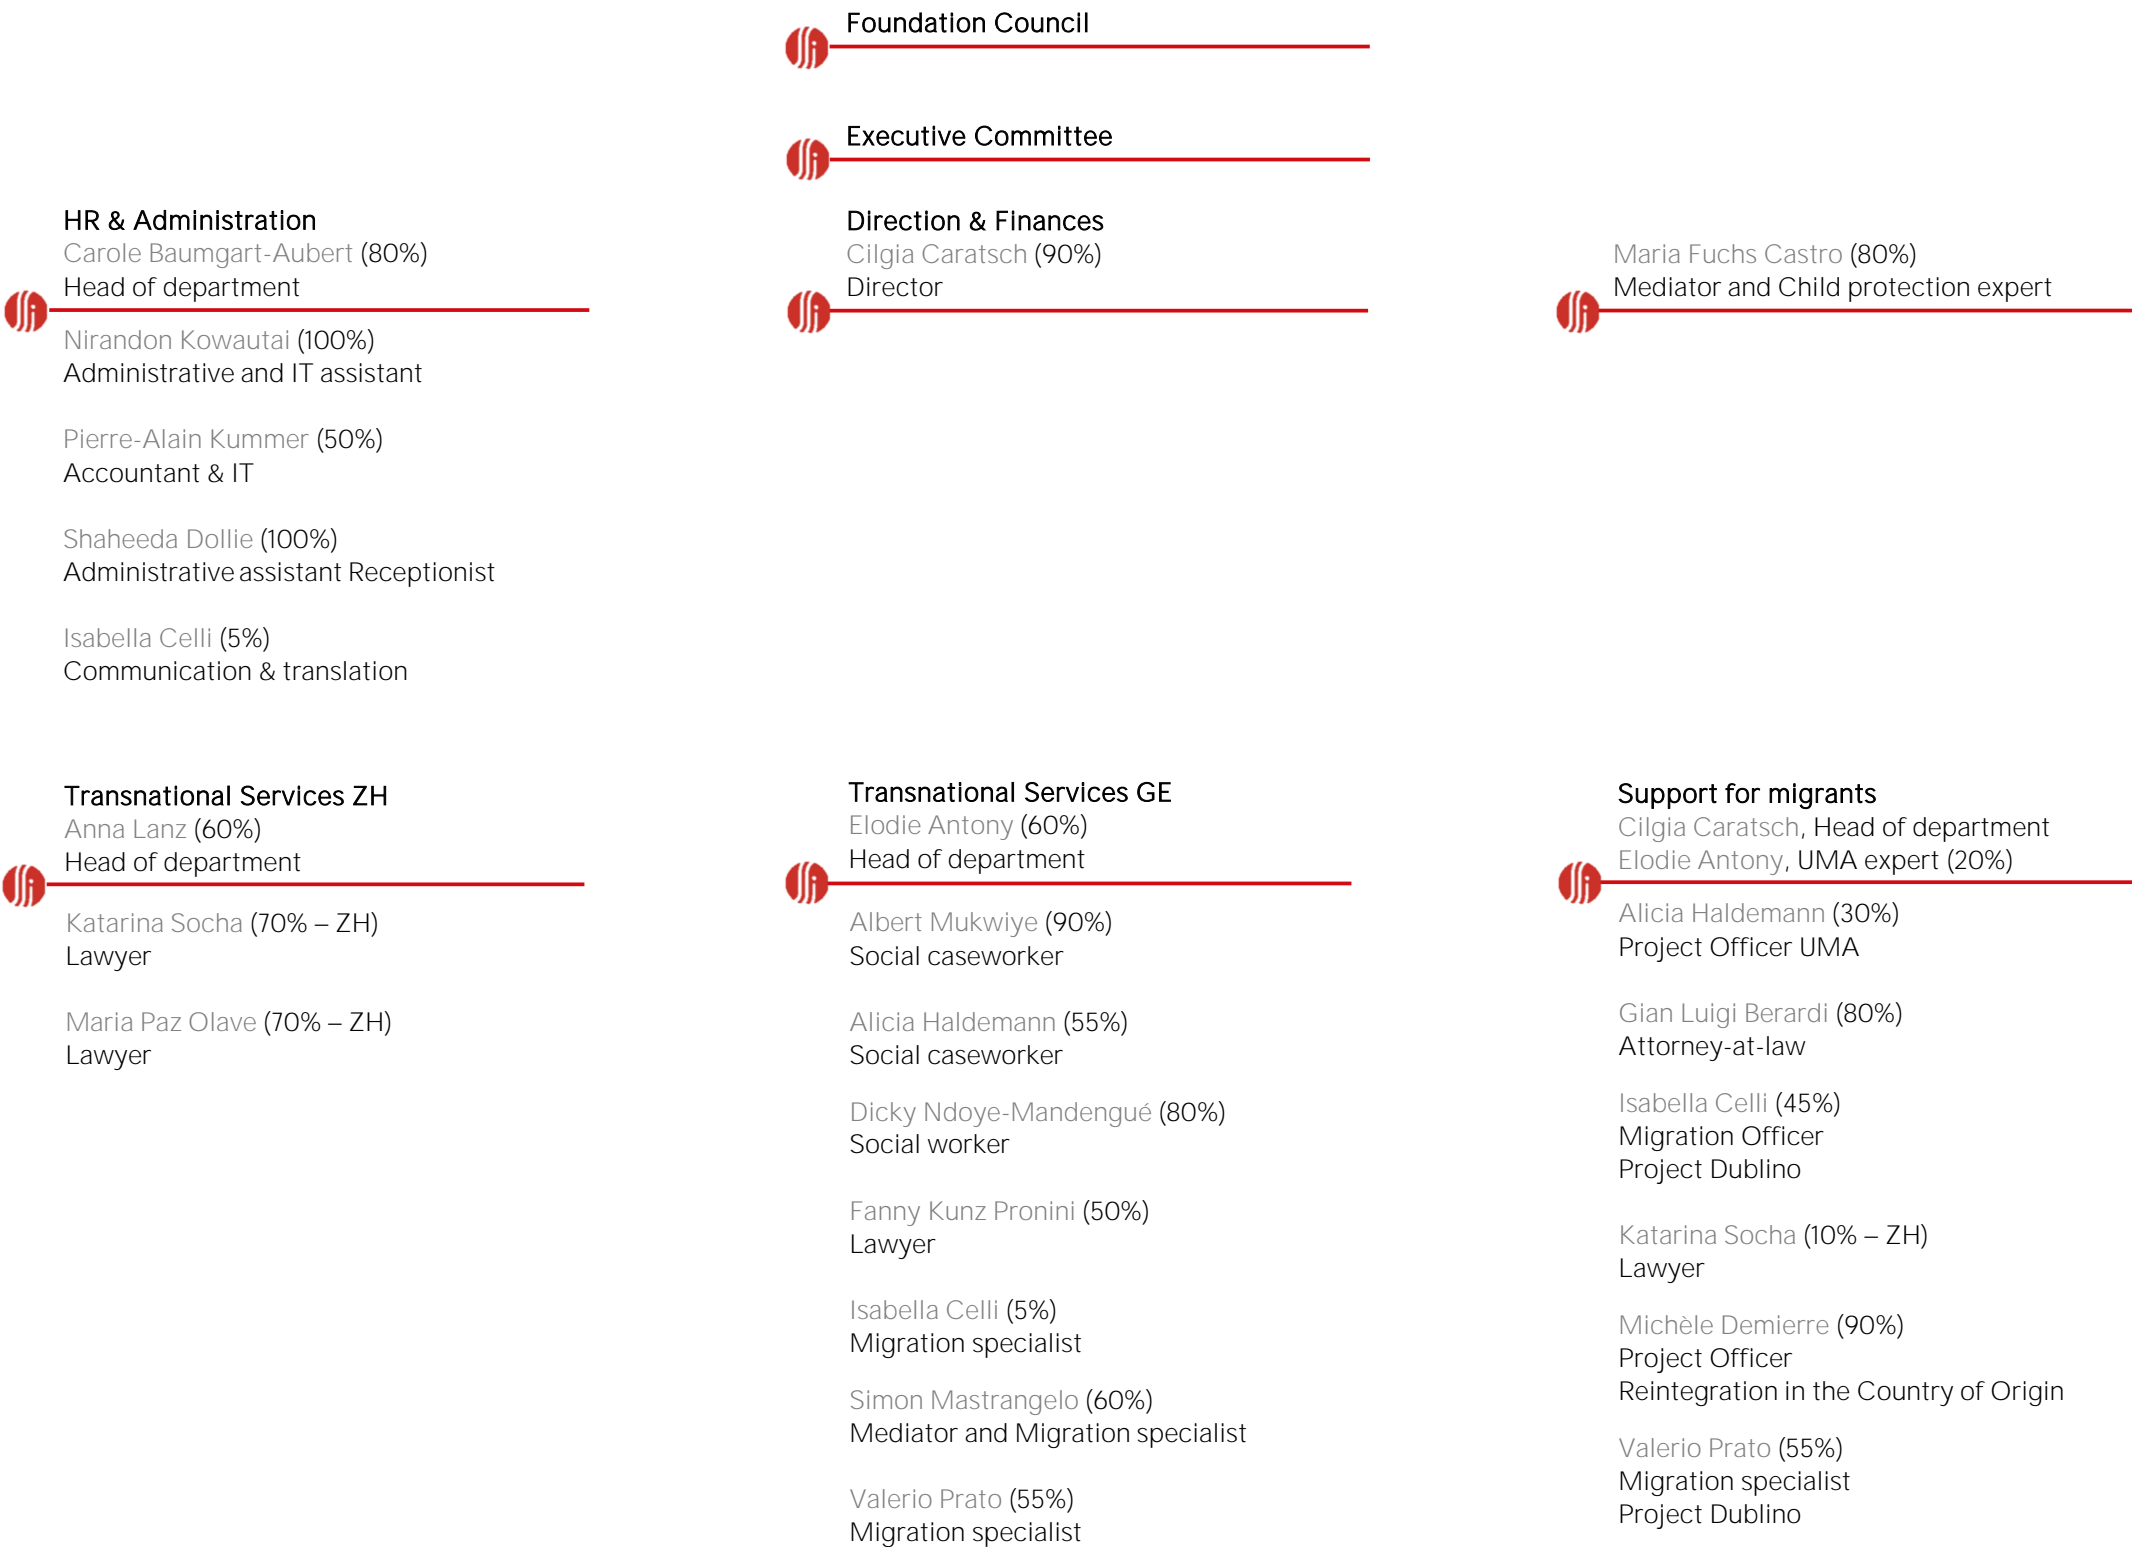 Foundation Council
Executive Committee
HR & Administration
Carole Baumgart-Aubert (80%)
Head of department
Nirandon Kowautai (100%)
Administrative and IT assistant
Pierre-Alain Kummer (50%)
Accountant & IT
Shaheeda Dollie (100%)
Administrative assistant Receptionist
Isabella Celli (5%)
Communication & translation
Direction & Finances
Cilgia Caratsch (90%)
Director
Maria Fuchs Castro (80%)
Mediator and Child protection expert
Transnational Services ZH
Anna Lanz (60%)
Head of department
Katarina Socha (70% – ZH)
Lawyer
Maria Paz Olave (70% – ZH)
Lawyer
Transnational Services GE
Elodie Antony (60%)
Head of department
Albert Mukwiye (90%)
Social caseworker
Alicia Haldemann (55%)
Social caseworker
Dicky Ndoye-Mandengué (80%)
Social worker
Fanny Kunz Pronini (50%)
Lawyer
Isabella Celli (5%)
Migration specialist
Simon Mastrangelo (60%)
Mediator and Migration specialist
Valerio Prato (55%)
Migration specialist
Support for migrants
Cilgia Caratsch, Head of department
Elodie Antony, UMA expert (20%)
Alicia Haldemann (30%)
Project Officer UMA
Gian Luigi Berardi (80%)
Attorney-at-law
Isabella Celli (45%)
Migration Officer
Project Dublino
Katarina Socha (10% – ZH)
Lawyer
Michèle Demierre (90%)
Project Officer
Reintegration in the Country of Origin
Valerio Prato (55%)
Migration specialist
Project Dublino